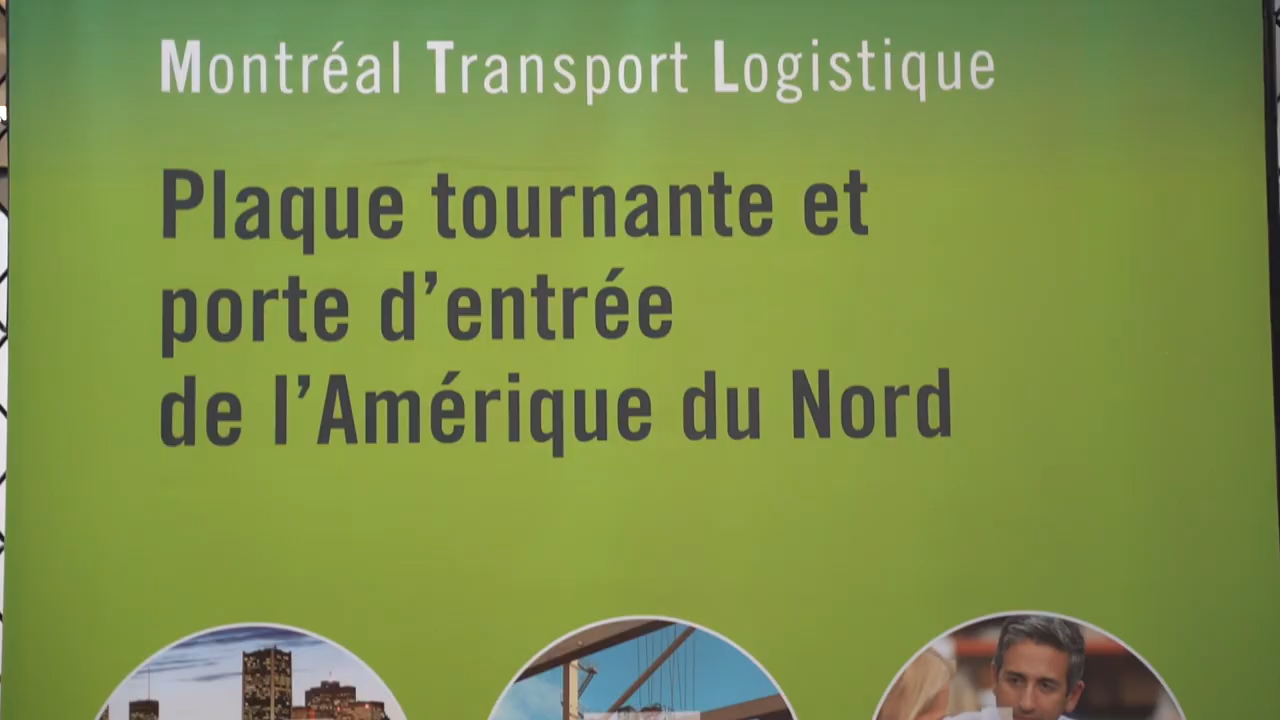 Montréal Transport Logistique
Plaque tournante et
porte d’entrée
de l’Amérique du Nord